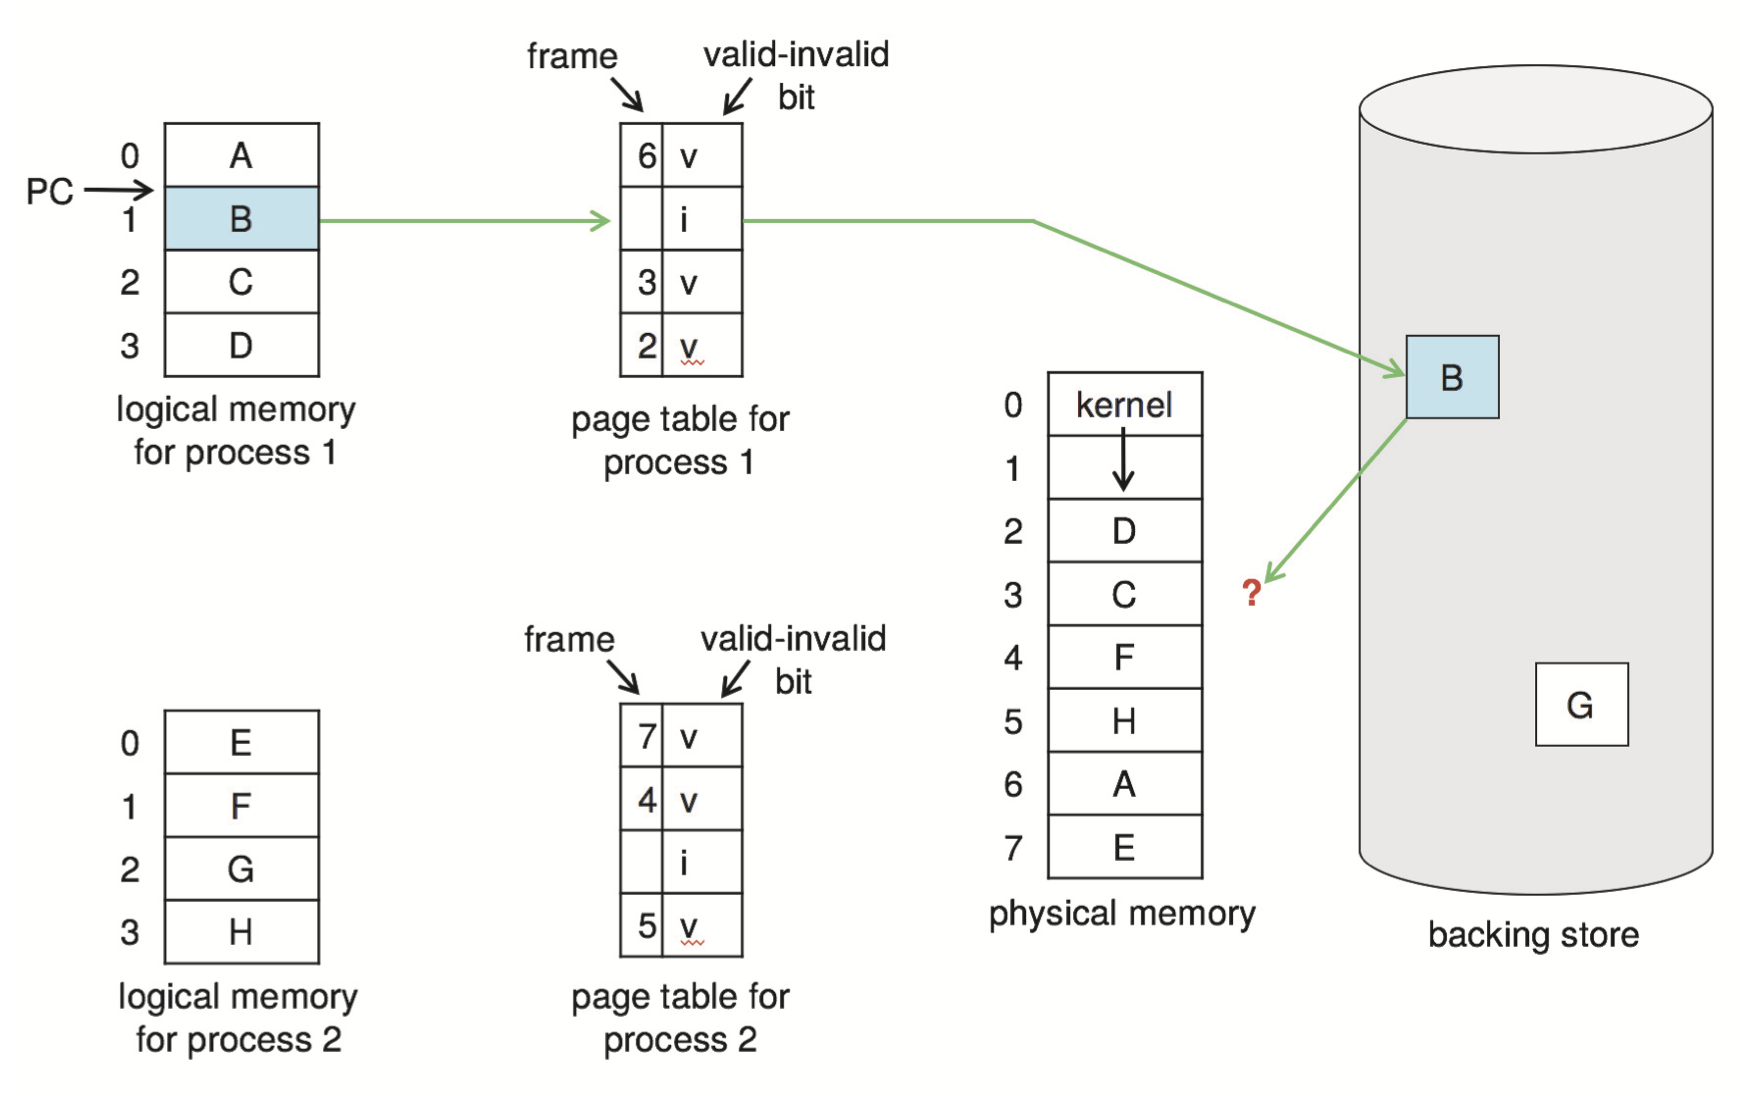 frame
valid-invalid
bit
PC
0 A
1 B
2 C
3 D
logical memory
for process 1
6 v
i
3 v
2 v
page table for
process 1
0 kernel
1
2 D
3 C
4 F
5 H
6 A
7 E
physical memory
?
B
G
backing store
0 E
1 F
2 G
3 H
logical memory
for process 2
frame
valid-invalid
bit
7 v
4 v
i
5 v
page table for
process 2